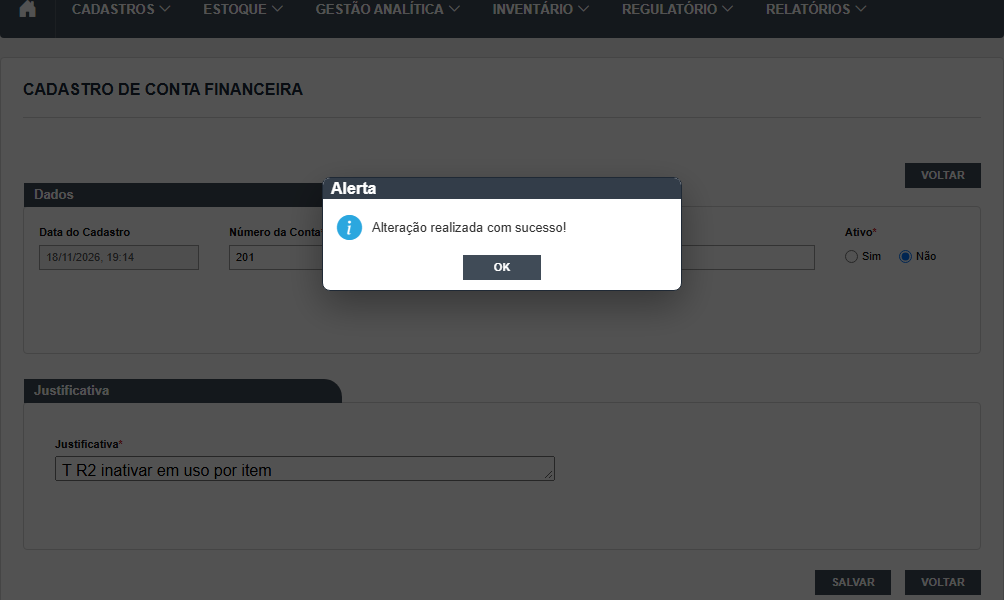 CADASTROS ESTOQUE GESTÃO ANALÍTICA INVENTÁRIO REGULATÓRIO RELATÓRIOS
CADASTRO DE CONTA FINANCEIRA
VOLTAR
Dados
Alerta
Alteração realizada com sucesso!
OK
Data do Cadastro Número da Conta Ativo*
18/11/2026, 19:14 201 Sim Não
Justificativa
Justificativa*
T R2 inativar em uso por item
SALVAR VOLTAR